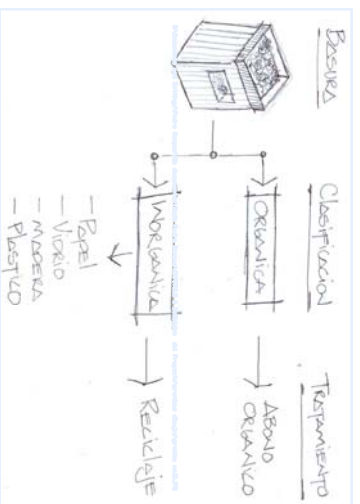 BASURA
CLASIFICACION
TRATAMIENTO
ORGANICA
ABONO
ORGANICO
INORGANICA
RECICLAJE
- PAPEL
- VIDRIO
- MADERA
- PLASTICO